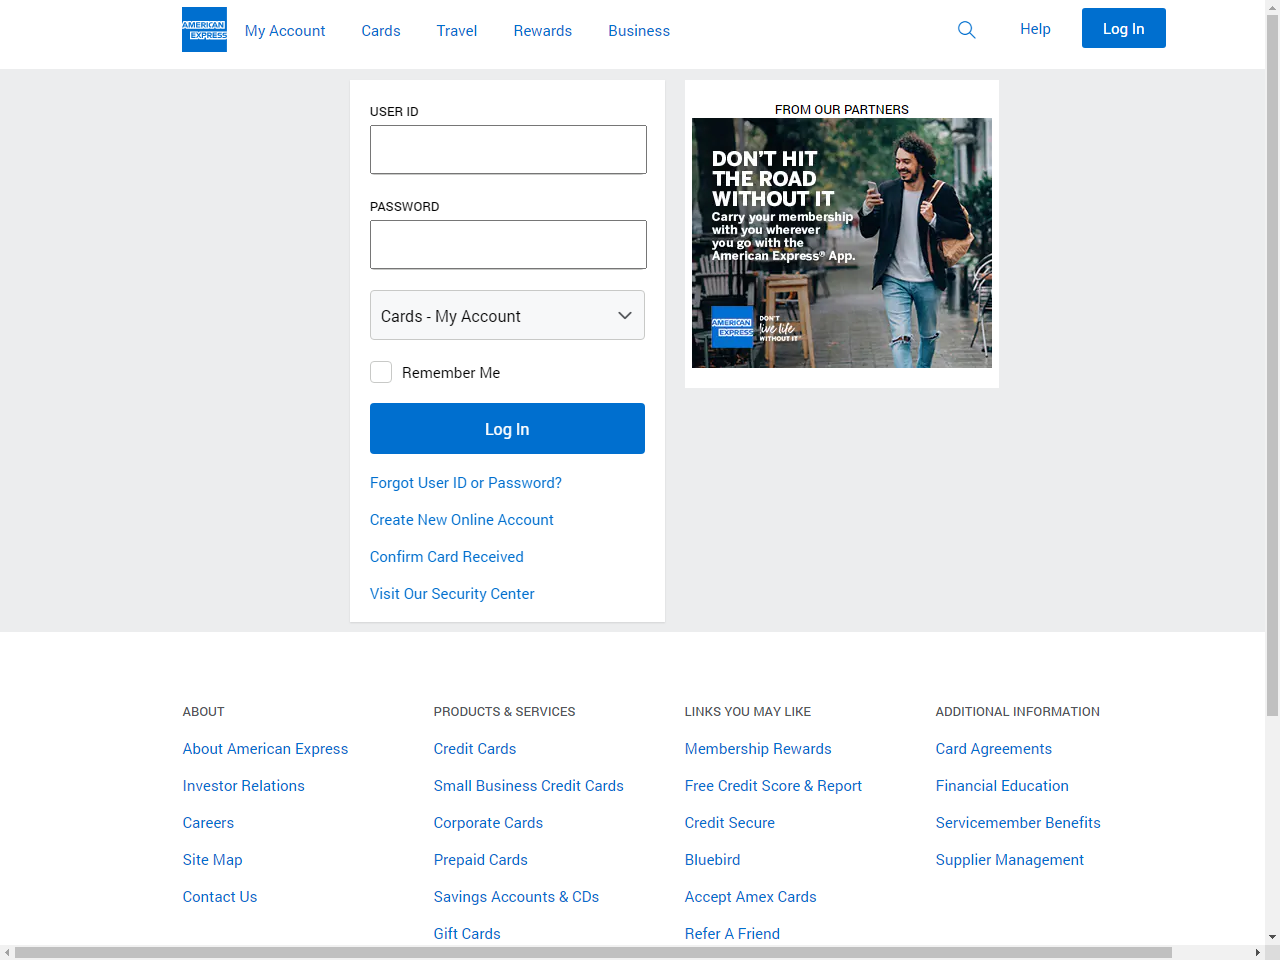 AMERICAN
EXPRESS
My Account
Cards
Travel
Rewards
Business
Help
Log In
USER ID
PASSWORD
Cards - My Account
Remember Me
Log In
Forgot User ID or Password?
Create New Online Account
Confirm Card Received
Visit Our Security Center
FROM OUR PARTNERS
DON'T HIT
THE ROAD
WITHOUT IT
Carry your membership
with you wherever
you go with the
American Express® App.
AMERICAN
EXPRESS
DON'T
live life
WITHOUT IT
ABOUT
About American Express
Investor Relations
Careers
Site Map
Contact Us
PRODUCTS & SERVICES
Credit Cards
Small Business Credit Cards
Corporate Cards
Prepaid Cards
Savings Accounts & CDs
Gift Cards
LINKS YOU MAY LIKE
Membership Rewards
Free Credit Score & Report
Credit Secure
Bluebird
Accept Amex Cards
Refer A Friend
ADDITIONAL INFORMATION
Card Agreements
Financial Education
Servicemember Benefits
Supplier Management